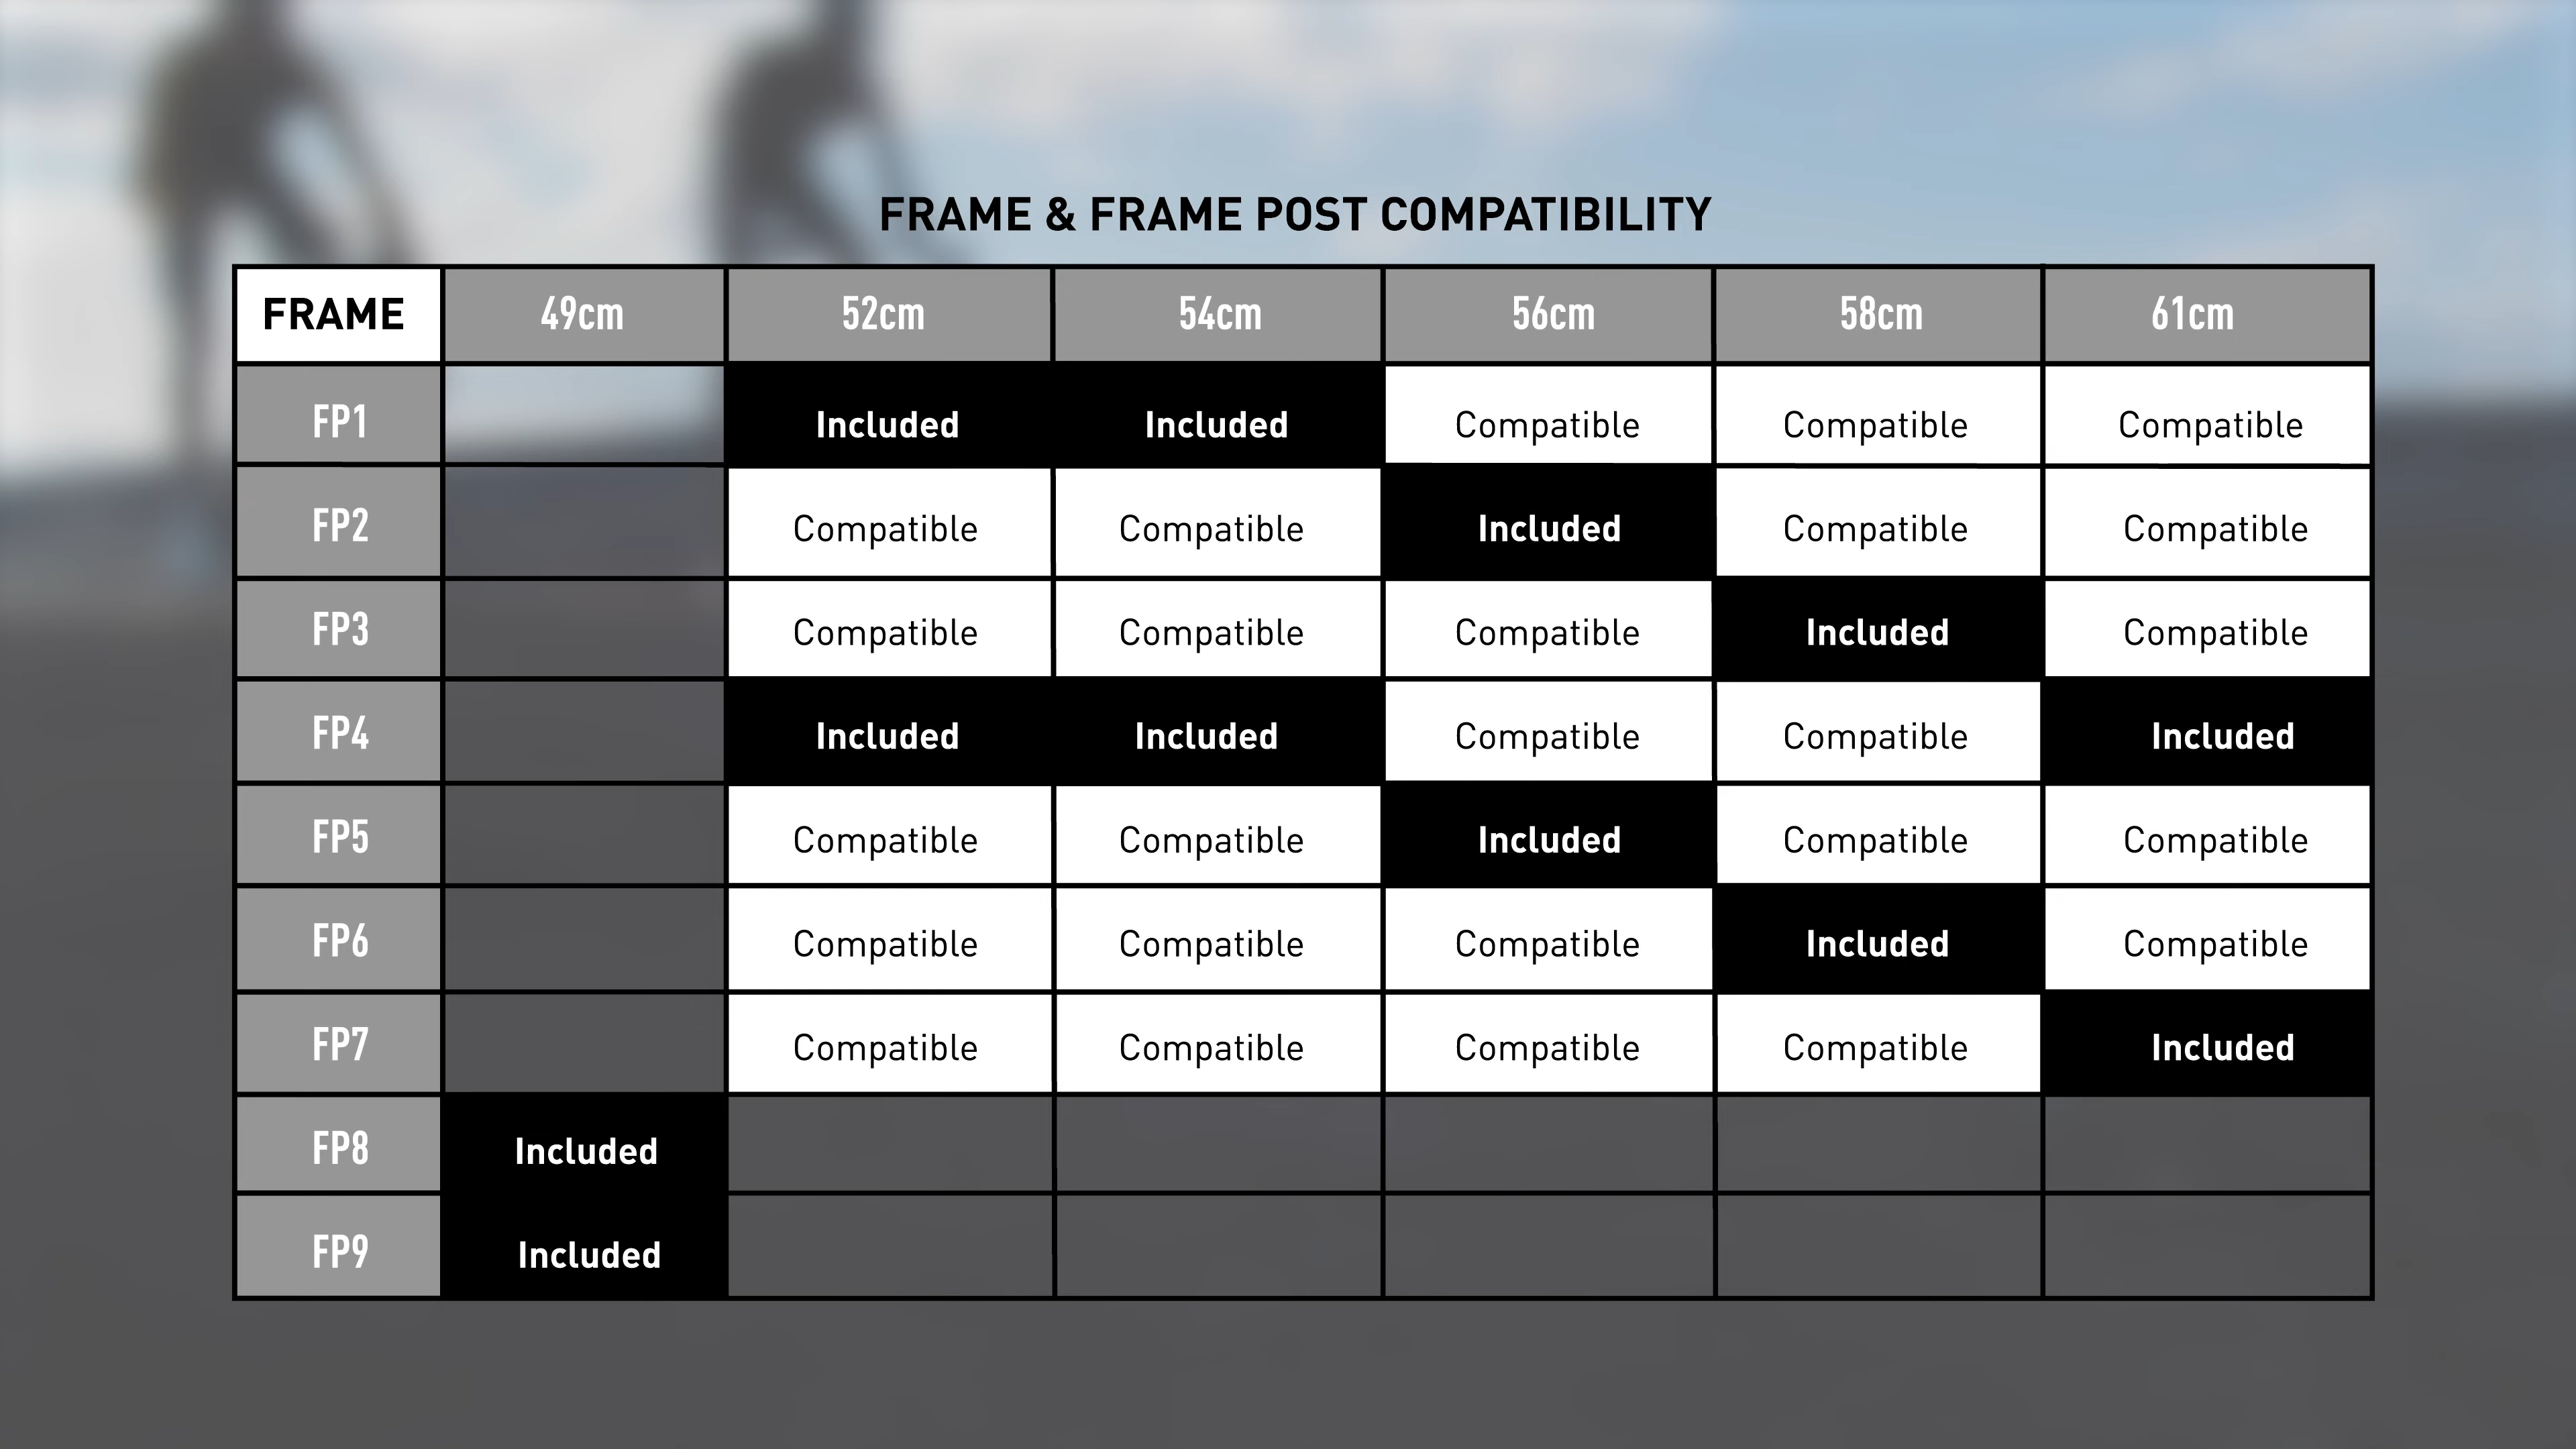 FRAME & FRAME POST COMPATIBILITY
FRAME 49cm 52cm 54cm 56cm 58cm 61cm
FP1 Included Included Compatible Compatible Compatible
FP2 Compatible Compatible Included Compatible Compatible
FP3 Compatible Compatible Compatible Included Compatible
FP4 Included Included Compatible Compatible Included
FP5 Compatible Compatible Included Compatible Compatible
FP6 Compatible Compatible Compatible Included Compatible
FP7 Compatible Compatible Compatible Compatible Included
FP8 Included
FP9 Included